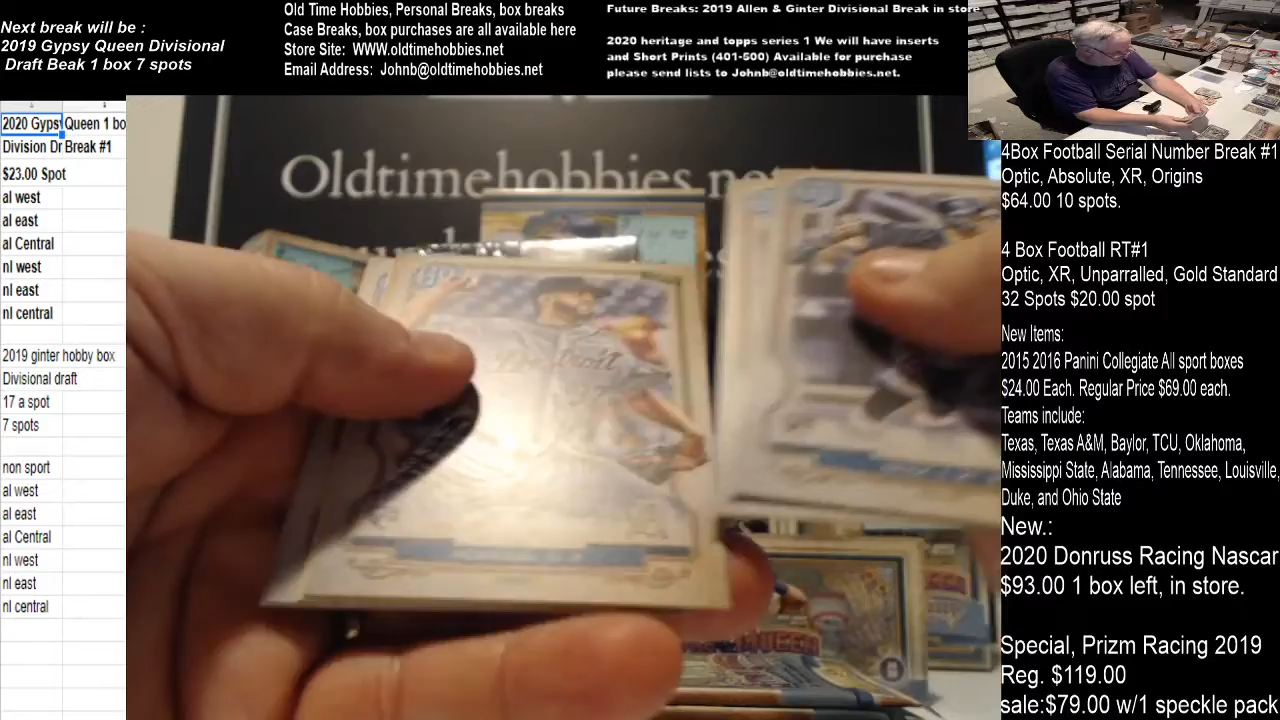 Next break will be :
2019 Gypsy Queen Divisional
Draft Beak 1 box 7 spots
Old Time Hobbies, Personal Breaks, box breaks
Case Breaks, box purchases are all available here
Store Site: WWW.oldtimehobbies.net
Email Address: Johnb@oldtimehobbies.net
Future Breaks: 2019 Allen & Ginter Divisional Break in store
2020 heritage and topps series 1 We will have inserts
and Short Prints (401-500) Available for purchase
please send lists to Johnb@oldtimehobbies.net.
2020 Gypsy Queen 1 bo
Division Dr Break #1
$23.00 Spot
al west
al east
al Central
nl west
nl east
nl central
2019 ginter hobby box
Divisional draft
17 a spot
7 spots
non sport
al west
al east
al Central
nl west
nl east
nl central
Oldtimehobbies.ne
4Box Football Serial Number Break #1
Optic, Absolute, XR, Origins
$64.00 10 spots.
4 Box Football RT#1
Optic, XR, Unparralled, Gold Standard
32 Spots $20.00 spot
New Items:
2015 2016 Panini Collegiate All sport boxes
$24.00 Each. Regular Price $69.00 each.
Teams include:
Texas, Texas A&M, Baylor, TCU, Oklahoma,
Mississippi State, Alabama, Tennessee, Louisville,
Duke, and Ohio State
New.:
2020 Donruss Racing Nascar
$93.00 1 box left, in store.
Special, Prizm Racing 2019
Reg. $119.00
sale:$79.00 w/1 speckle pack